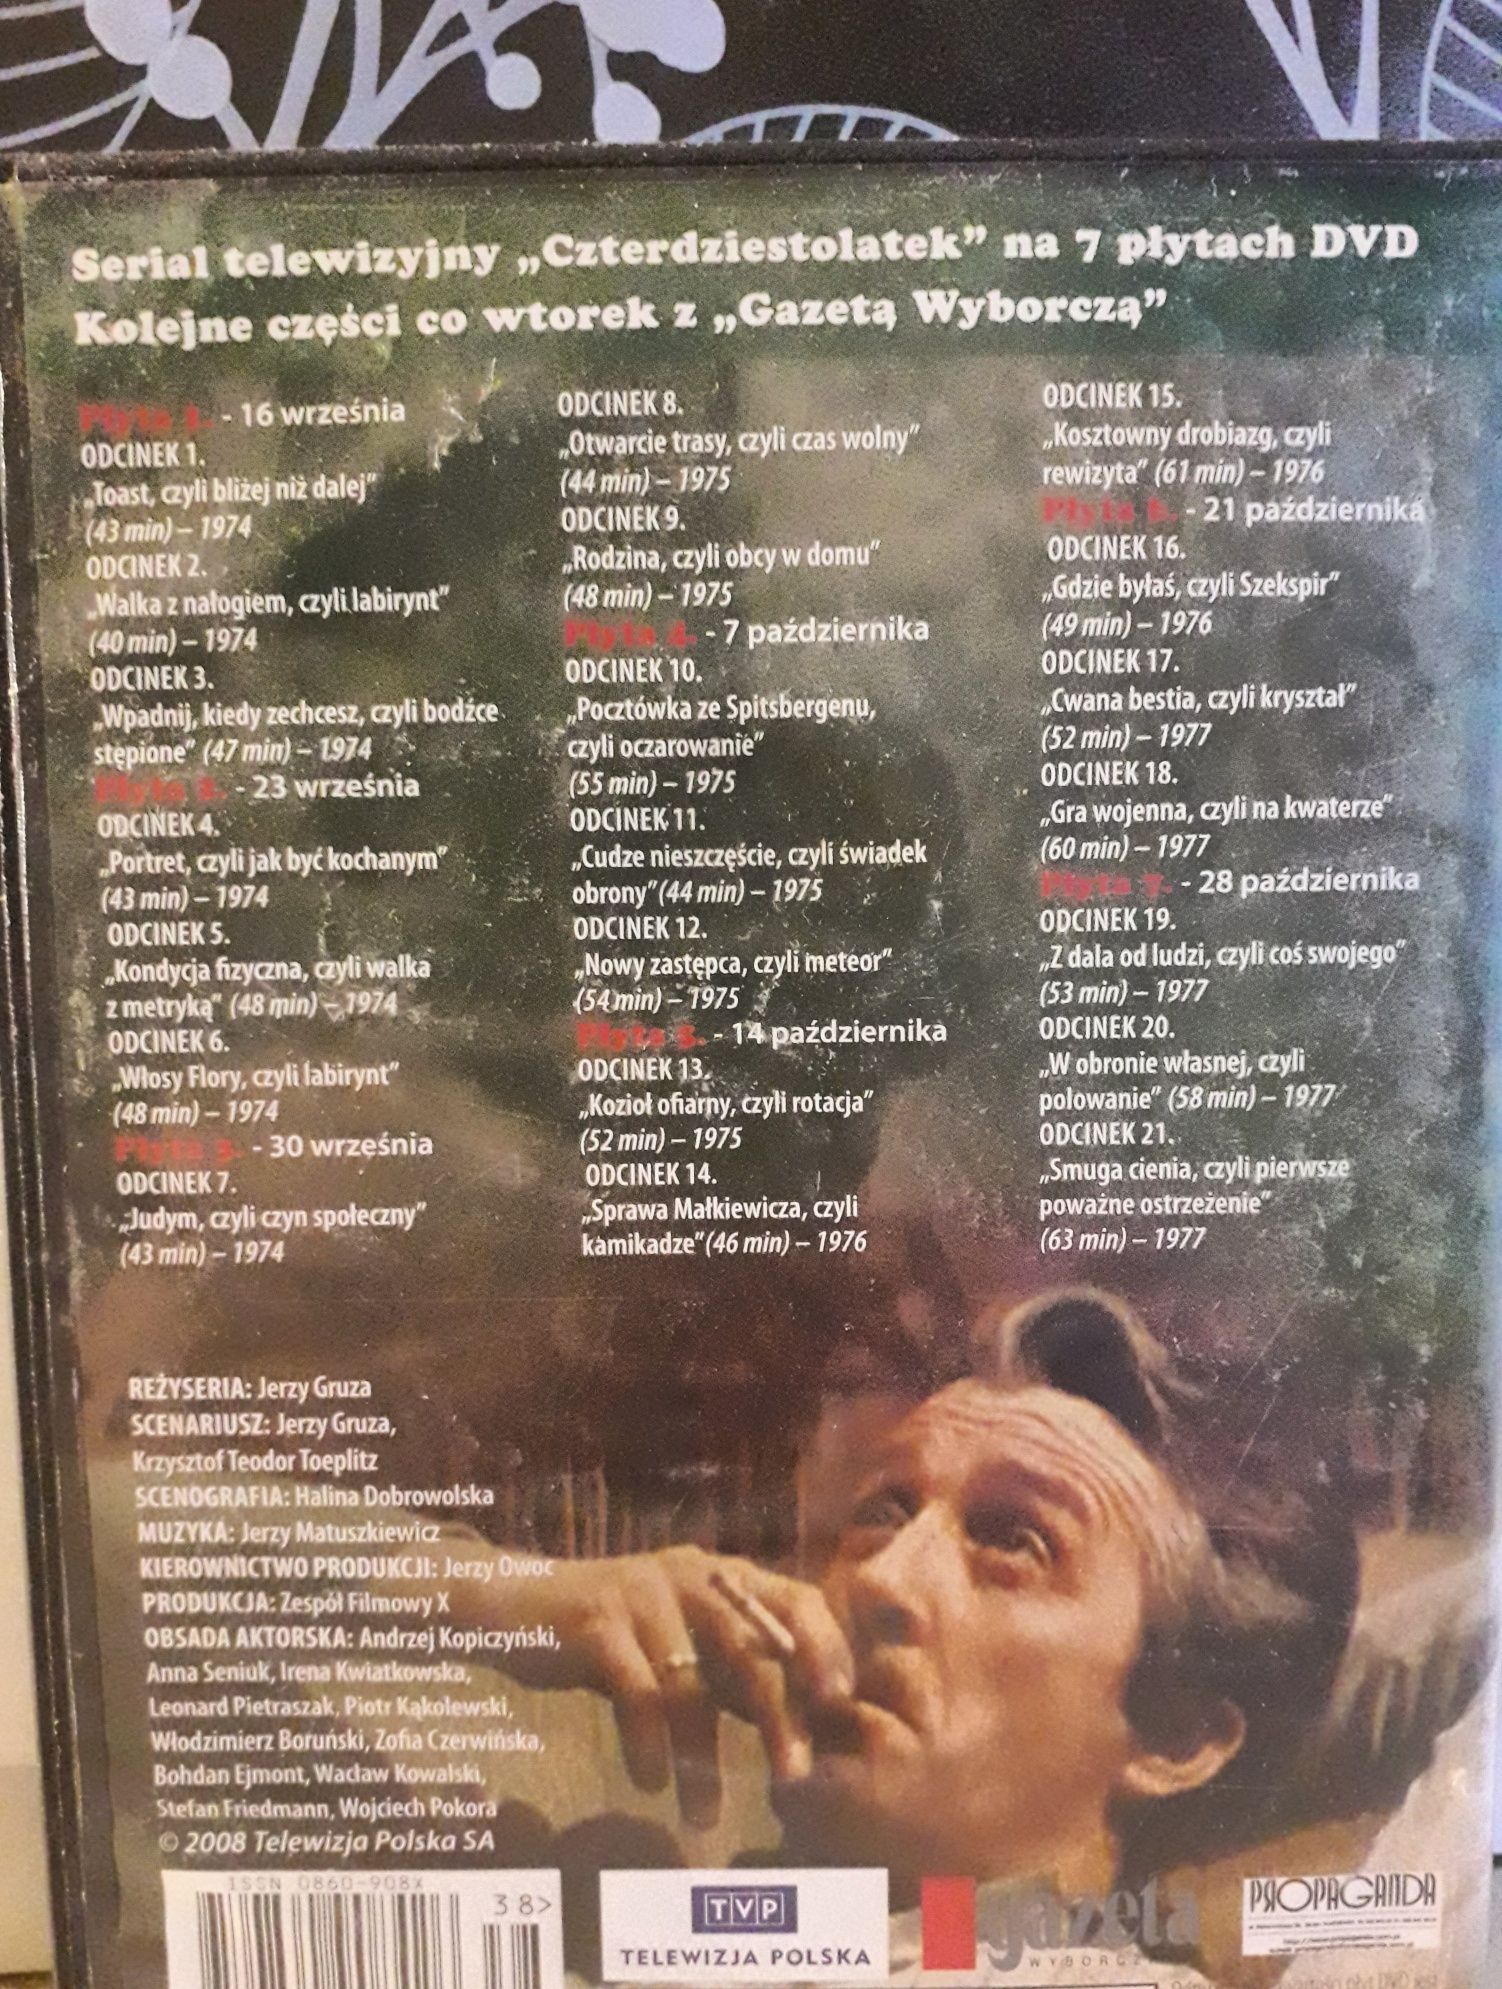 Serial telewizyjny „Czterdziestolatek” na 7 płytach DVD
Kolejne części co wtorek z „Gazetą Wyborczą”
Płyta 1. - 16 września
ODCINEK 1.
„Toast, czyli bliżej niż dalej”
(43 min) – 1974
ODCINEK 2.
„Walka z nałogiem, czyli labirynt”
(40 min) – 1974
ODCINEK 3.
„Wpadnij, kiedy zechcesz, czyli bodźce
stępione” (47 min) – 1974
Płyta 2. - 23 września
ODCINEK 4.
„Portret, czyli jak być kochanym”
(43 min) – 1974
ODCINEK 5.
„Kondycja fizyczna, czyli walka
z metryką” (48 min) – 1974
ODCINEK 6.
„Włosy Flory, czyli labirynt”
(48 min) – 1974
Płyta 3. - 30 września
ODCINEK 7.
„Judym, czyli czyn społeczny”
(43 min) – 1974
ODCINEK 8.
„Otwarcie trasy, czyli czas wolny”
(44 min) – 1975
ODCINEK 9.
„Rodzina, czyli obcy w domu”
(48 min) – 1975
Płyta 4. - 7 października
ODCINEK 10.
„Pocztówka ze Spitsbergenu,
czyli oczarowanie”
(55 min) – 1975
ODCINEK 11.
„Cudze nieszczęście, czyli świadek
obrony” (44 min) – 1975
ODCINEK 12.
„Nowy zastępca, czyli meteor”
(54 min) – 1975
Płyta 5. - 14 października
ODCINEK 13.
„Kozioł ofiarny, czyli rotacja”
(52 min) – 1975
ODCINEK 14.
„Sprawa Małkiewicza, czyli
kamikadze” (46 min) – 1976
ODCINEK 15.
„Kosztowny drobiazg, czyli
rewizyta” (61 min) – 1976
Płyta 6. - 21 października
ODCINEK 16.
„Gdzie byłaś, czyli Szekspir”
(49 min) – 1976
ODCINEK 17.
„Cwana bestia, czyli kryształ”
(52 min) – 1977
ODCINEK 18.
„Gra wojenna, czyli na kwaterze”
(60 min) – 1977
Płyta 7. - 28 października
ODCINEK 19.
„Z dala od ludzi, czyli coś swojego”
(53 min) – 1977
ODCINEK 20.
„W obronie własnej, czyli
polowanie” (58 min) – 1977
ODCINEK 21.
„Smuga cienia, czyli pierwsze
poważne ostrzeżenie”
(63 min) – 1977
REŻYSERIA: Jerzy Gruza
SCENARIUSZ: Jerzy Gruza,
Krzysztof Teodor Toeplitz
SCENOGRAFIA: Halina Dobrowolska
MUZYKA: Jerzy Matuszkiewicz
KIEROWNICTWO PRODUKCJI: Jerzy Owoc
PRODUKCJA: Zespół Filmowy X
OBSADA AKTORSKA: Andrzej Kopiczyński,
Anna Seniuk, Irena Kwiatkowska,
Leonard Pietraszak, Piotr Kąkolewski,
Włodzimierz Boruński, Zofia Czerwińska,
Bohdan Ejmont, Wacław Kowalski,
Stefan Friedmann, Wojciech Pokora
© 2008 Telewizja Polska SA
ISSN 0860-908X
38>
TVP
TELEWIZJA POLSKA
gazeta
WYBORCZA
PROPAGANDA
płyt DVD jest